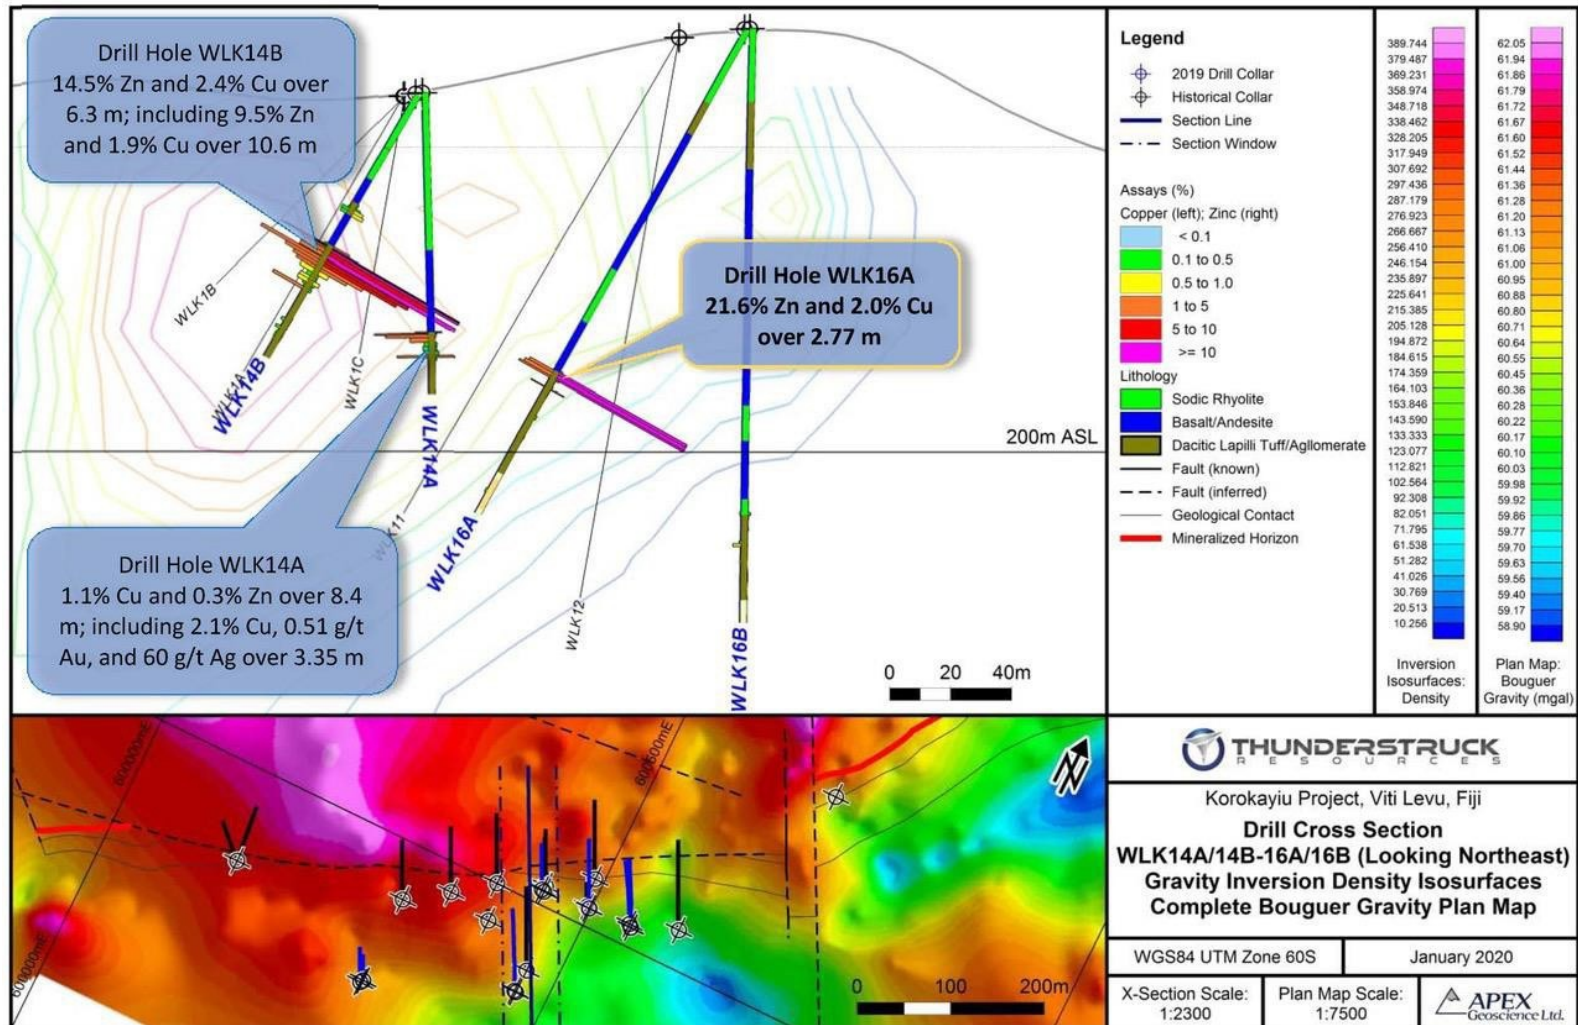 Drill Hole WLK14B
14.5% Zn and 2.4% Cu over
6.3 m; including 9.5% Zn
and 1.9% Cu over 10.6 m
Drill Hole WLK16A
21.6% Zn and 2.0% Cu
over 2.77 m
Drill Hole WLK14A
1.1% Cu and 0.3% Zn over 8.4
m; including 2.1% Cu, 0.51 g/t
Au, and 60 g/t Ag over 3.35 m
WLK1B
WLK1A
WLK14B
WLK1C
WLK14A
WLK11
WLK16A
WLK12
WLK16B
200m ASL
0 20 40m
Legend
2019 Drill Collar
Historical Collar
Section Line
Section Window
Assays (%)
Copper (left); Zinc (right)
< 0.1
0.1 to 0.5
0.5 to 1.0
1 to 5
5 to 10
>= 10
Lithology
Sodic Rhyolite
Basalt/Andesite
Dacitic Lapilli Tuff/Agllomerate
Fault (known)
Fault (inferred)
Geological Contact
Mineralized Horizon
389.744
379.487
369.231
358.974
348.718
338.462
328.205
317.949
307.692
297.436
287.179
276.923
266.667
256.410
246.154
235.897
225.641
215.385
205.128
194.872
184.615
174.359
164.103
153.846
143.590
133.333
123.077
112.821
102.564
92.308
82.051
71.795
61.538
51.282
41.026
30.769
20.513
10.256
Inversion
Isosurfaces:
Density
62.05
61.94
61.86
61.79
61.72
61.67
61.60
61.52
61.44
61.36
61.28
61.20
61.13
61.06
61.00
60.95
60.88
60.80
60.71
60.64
60.55
60.45
60.36
60.28
60.22
60.17
60.10
60.03
59.98
59.92
59.86
59.77
59.70
59.63
59.56
59.40
59.17
58.90
Plan Map:
Bouguer
Gravity (mgal)
600000mE
600600mE
600000mE
N
0 100 200m
THUNDERSTRUCK
RESOURCES
Korokayiu Project, Viti Levu, Fiji
Drill Cross Section
WLK14A/14B-16A/16B (Looking Northeast)
Gravity Inversion Density Isosurfaces
Complete Bouguer Gravity Plan Map
WGS84 UTM Zone 60S
January 2020
X-Section Scale:
1:2300
Plan Map Scale:
1:7500
APEX
Geoscience Ltd.